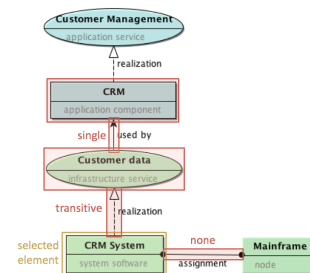 Customer Management
application service
realization
CRM
application component
single
used by
Customer data
infrastructure service
transitive
realization
selected
element
CRM System
system software
none
assignment
Mainframe
node